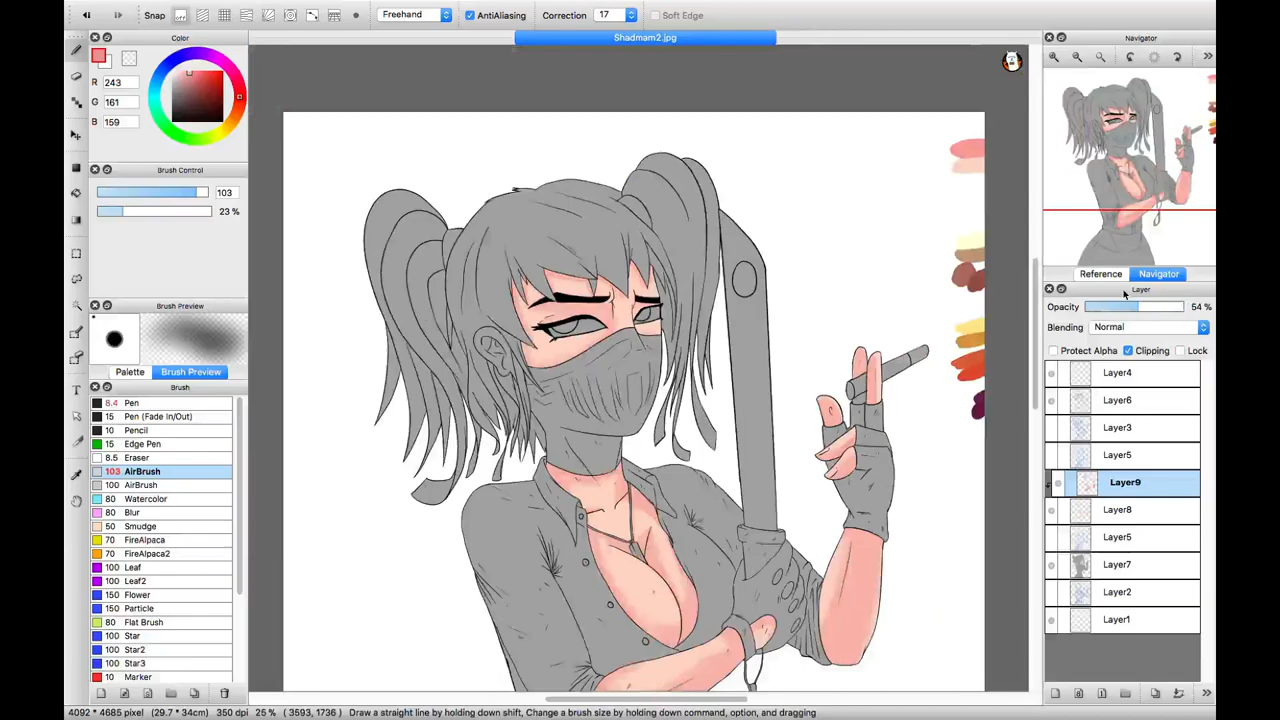 Snap
Freehand
AntiAliasing
Correction
17
Soft Edge
Shadmam2.jpg
Color
R
243
G
161
B
159
Brush Control
103
23 %
Brush Preview
Palette
Brush Preview
Brush
8.4 Pen
15 Pen (Fade In/Out)
10 Pencil
15 Edge Pen
8.5 Eraser
103 AirBrush
100 AirBrush
80 Watercolor
80 Blur
50 Smudge
70 FireAlpaca
70 FireAlpaca2
100 Leaf
100 Leaf2
150 Flower
150 Particle
80 Flat Brush
100 Star
100 Star2
100 Star3
10 Marker
Navigator
Reference
Navigator
Layer
Opacity
54 %
Blending
Normal
Protect Alpha
Clipping
Lock
Layer4
Layer6
Layer3
Layer5
Layer9
Layer8
Layer5
Layer7
Layer2
Layer1
4092 * 4685 pixel (29.7 * 34cm) 350 dpi 25 % ( 3593, 1736 ) Draw a straight line by holding down shift, Change a brush size by holding down command, option, and dragging